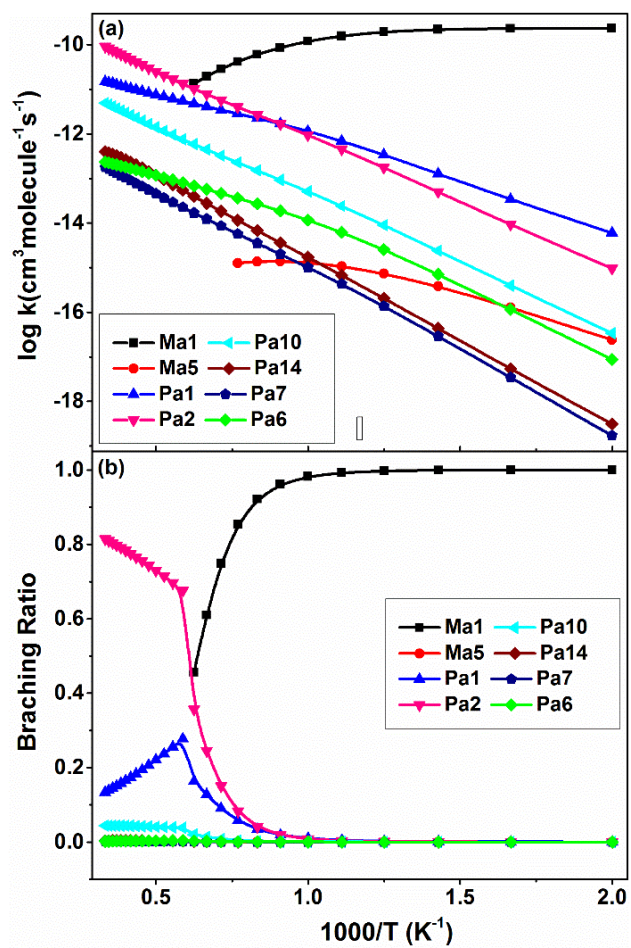 (a)
-10
-12
-14
-16
-18
log k(cm³molecule⁻¹s⁻¹)
Ma1 Pa10
Ma5 Pa14
Pa1 Pa7
Pa2 Pa6
(b)
1.0
0.8
0.6
0.4
0.2
0.0
Braching Ratio
Ma1 Pa10
Ma5 Pa14
Pa1 Pa7
Pa2 Pa6
0.5 1.0 1.5 2.0
1000/T (K⁻¹)